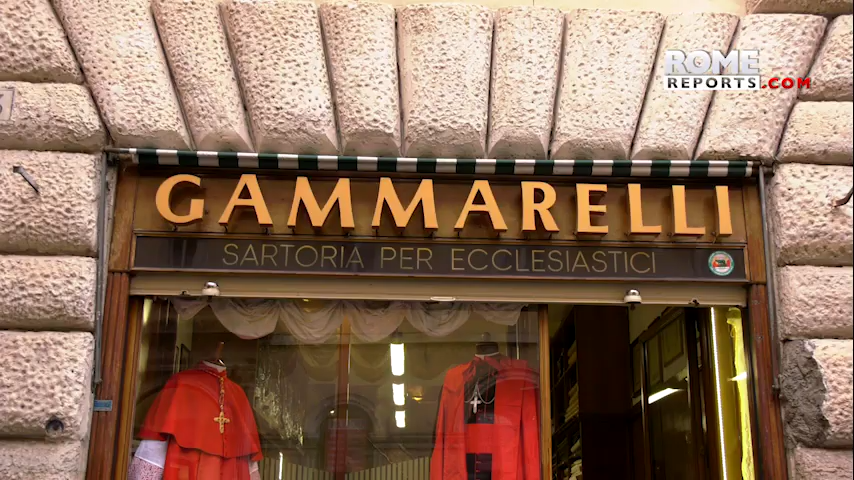 ROME
REPORTS.COM
GAMMARELLI
SARTORIA PER ECCLESIASTICI